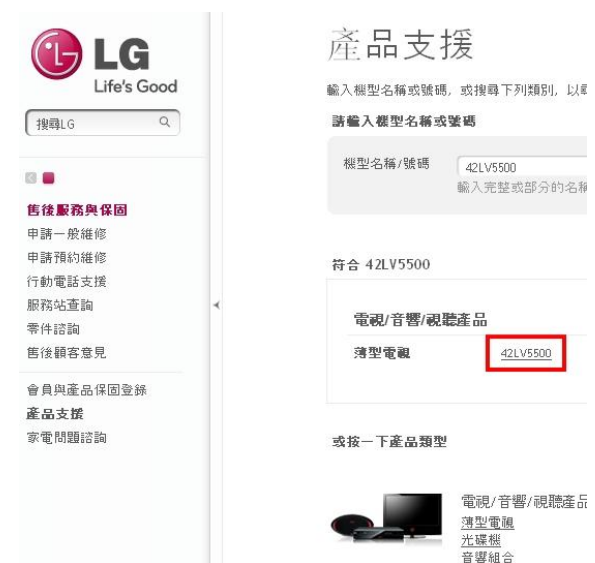 LG
Life's Good
搜尋LG
售後服務與保固
申請一般維修
申請預約維修
行動電話支援
服務站查詢
零件諮詢
售後顧客意見
會員與產品保固登錄
產品支援
家電問題諮詢
產品支援
輸入機型名稱或號碼, 或搜尋下列類別, 以尋
請輸入機型名稱或號碼
機型名稱/號碼
42LV5500
輸入完整或部分的名稱
符合 42LV5500
電視/音響/視聽產品
薄型電視
42LV5500
或按一下產品類型
電視/音響/視聽產品
薄型電視
光碟機
音響組合